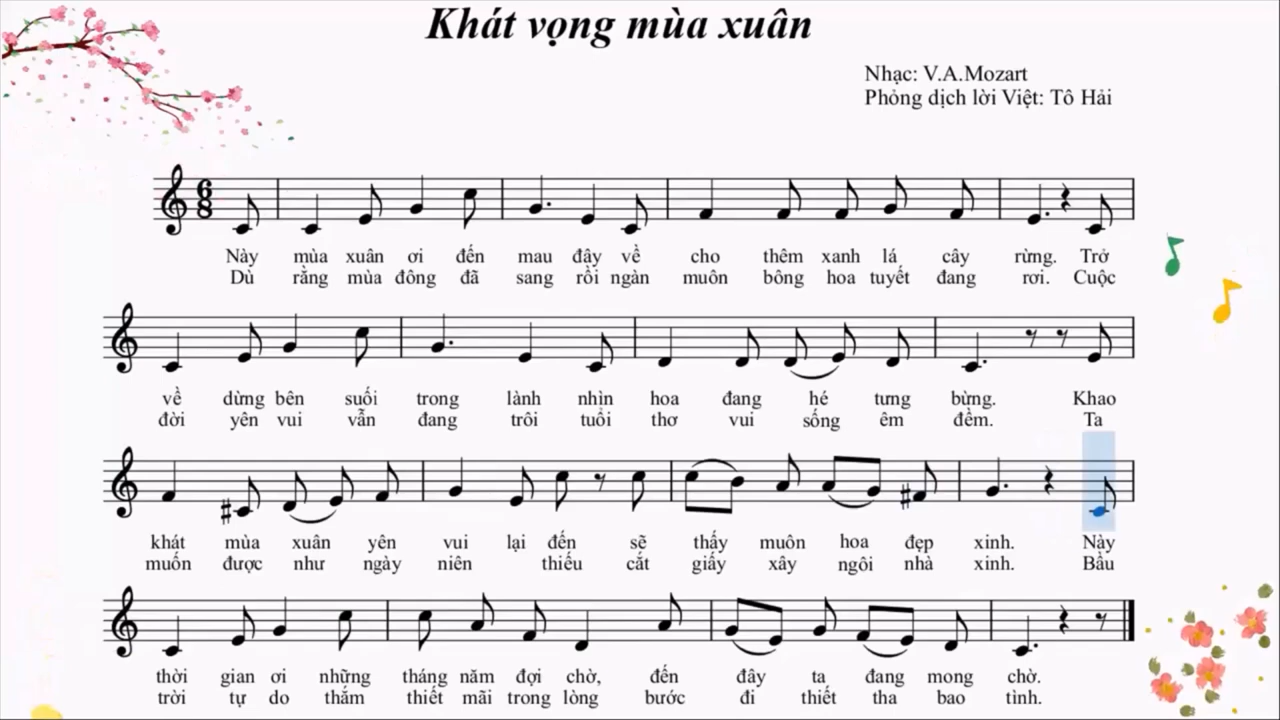 Khát vọng mùa xuân
Nhạc: V.A.Mozart
Phỏng dịch lời Việt: Tô Hải
6
8
Này mùa xuân ơi đến mau đậy về cho thêm xanh lá cây rừng. Trở
Dù rằng mùa đông đã sang rồi ngàn muôn bông hoa tuyết đang rơi. Cuộc
về dừng bên suối trong lành nhìn hoa đang hé tưng bừng. Khao
đời yên vui vẫn đang trôi tuổi thơ vui sống êm đềm. Ta
khát mùa xuân yên vui lại đến sẽ thấy muôn hoa đẹp xinh. Này
muốn được như ngày niên thiếu cắt giấy xây ngôi nhà xinh. Bầu
thời gian ơi những tháng năm đợi chờ, đến đây ta đang mong chờ.
trời tự do thắm thiết mãi trong lòng bước đi thiết tha bao tình.